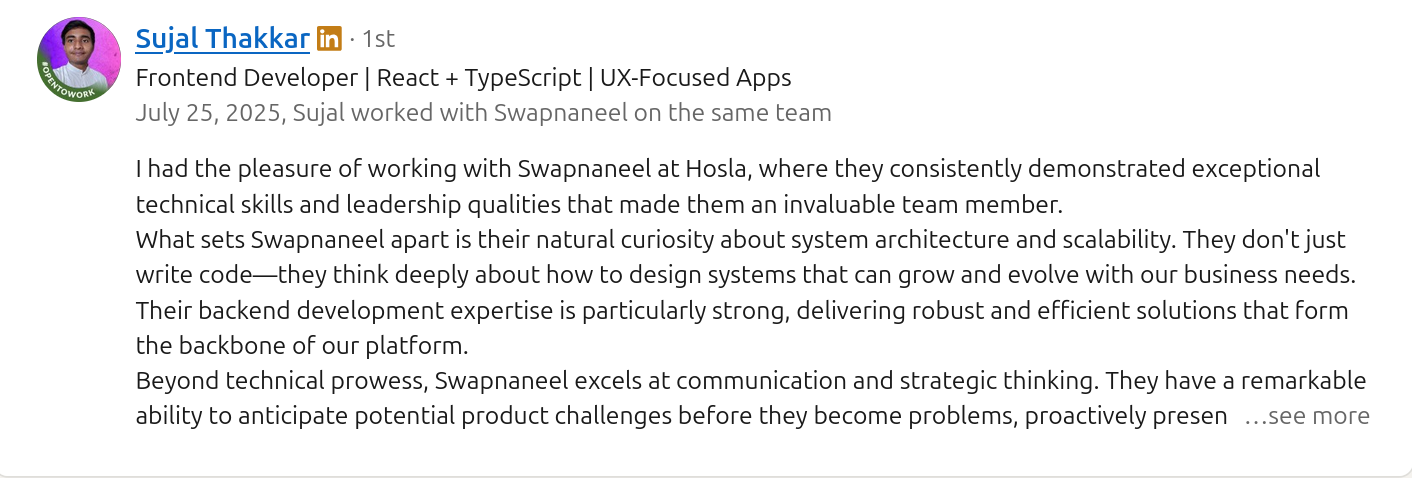 Sujal Thakkar in · 1st
#OPENTOWORK
Frontend Developer | React + TypeScript | UX-Focused Apps
July 25, 2025, Sujal worked with Swapnaneel on the same team
I had the pleasure of working with Swapnaneel at Hosla, where they consistently demonstrated exceptional
technical skills and leadership qualities that made them an invaluable team member.
What sets Swapnaneel apart is their natural curiosity about system architecture and scalability. They don't just
write code—they think deeply about how to design systems that can grow and evolve with our business needs.
Their backend development expertise is particularly strong, delivering robust and efficient solutions that form
the backbone of our platform.
Beyond technical prowess, Swapnaneel excels at communication and strategic thinking. They have a remarkable
ability to anticipate potential product challenges before they become problems, proactively presen …see more